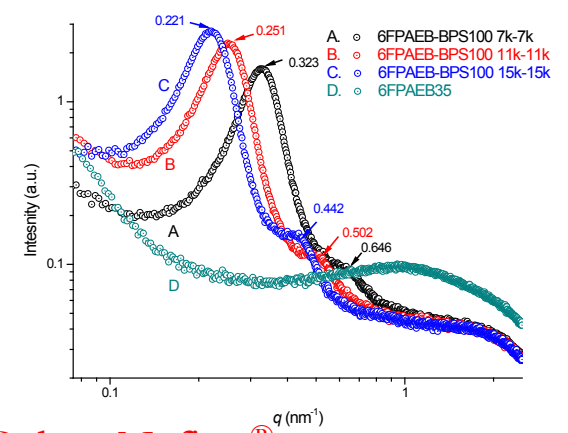 A. 6FPAEB-BPS100 7k-7k
B. 6FPAEB-BPS100 11k-11k
C. 6FPAEB-BPS100 15k-15k
D. 6FPAEB35
0.221
0.251
0.323
C
B
A
D
0.442
0.502
0.646
Intesnity (a.u.)
1
0.1
0.1
1
q (nm⁻¹)